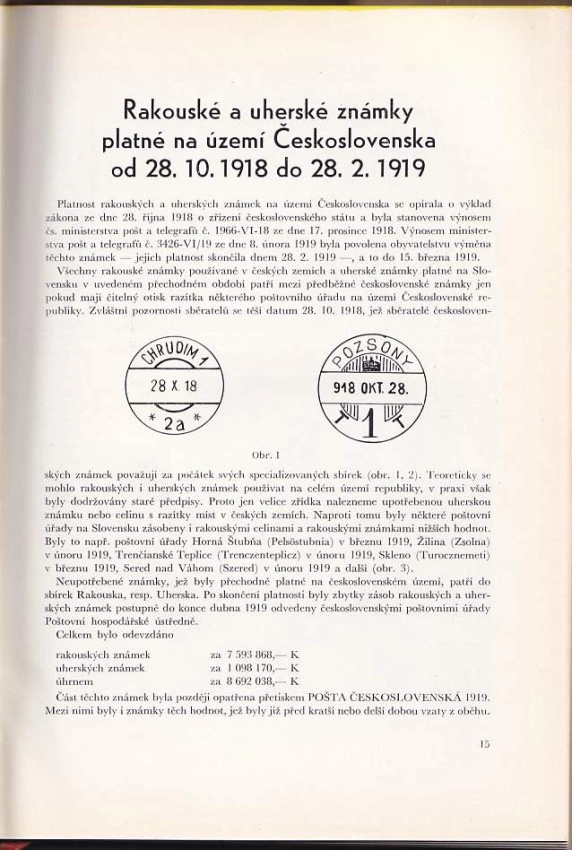 Rakouské a uherské známky
platné na území Československa
od 28. 10. 1918 do 28. 2. 1919
Platnost rakouských a uherských známek na území Československa se opírala o výklad
zákona ze dne 28. října 1918 o zřízení československého státu a byla stanovena výnosem
čs. ministerstva pošt a telegrafů č. 1966-VI-18 ze dne 17. prosince 1918. Výnosem minister-
stva pošt a telegrafů č. 3426-VI/19 ze dne 8. února 1919 byla povolena obyvatelstvu výměna
těchto známek — jejich platnost skončila dnem 28. 2. 1919 —, a to do 15. března 1919.
Všechny rakouské známky používané v českých zemích a uherské známky platné na Slo-
vensku v uvedeném přechodném období patří mezi předběžné československé známky jen
pokud mají čitelný otisk razítka některého poštovního úřadu na území Československé re-
publiky. Zvláštní pozornosti sběratelů se těší datum 28. 10. 1918, jež sběratelé českosloven-
CHRUDIM 1
28 X. 18
* 2a *
POZSONY
918 OKT. 28.
T 1 T
Obr. 1
ských známek považují za počátek svých specializovaných sbírek (obr. 1, 2). Teoreticky se
mohlo rakouských i uherských známek používat na celém území republiky, v praxi však
byly dodržovány staré předpisy. Proto jen velice zřídka nalezneme upotřebenou uherskou
známku nebo celinu s razítky míst v českých zemích. Naproti tomu byly některé poštovní
úřady na Slovensku zásobeny i rakouskými celinami a rakouskými známkami nižších hodnot.
Byly to např. poštovní úřady Horná Štubňa (Pelsöstubnia) v březnu 1919, Žilina (Zsolna)
v únoru 1919, Trenčianské Teplice (Trenczenteplicz) v únoru 1919, Skleno (Turocznemeti)
v březnu 1919, Sered nad Váhom (Szered) v únoru 1919 a další (obr. 3).
Neupotřebené známky, jež byly přechodně platné na československém území, patří do
sbírek Rakouska, resp. Uherska. Po skončení platnosti byly zbytky zásob rakouských a uher-
ských známek postupně do konce dubna 1919 odvedeny československými poštovními úřady
Poštovní hospodářské ústředně.
Celkem bylo odevzdáno
rakouských známek za 7 593 868,— K
uherských známek za 1 098 170,— K
úhrnem za 8 692 038,— K
Část těchto známek byla později opatřena přetiskem POŠTA ČESKOSLOVENSKÁ 1919.
Mezi nimi byly i známky těch hodnot, jež byly již před kratší nebo delší dobou vzaty z oběhu.
15